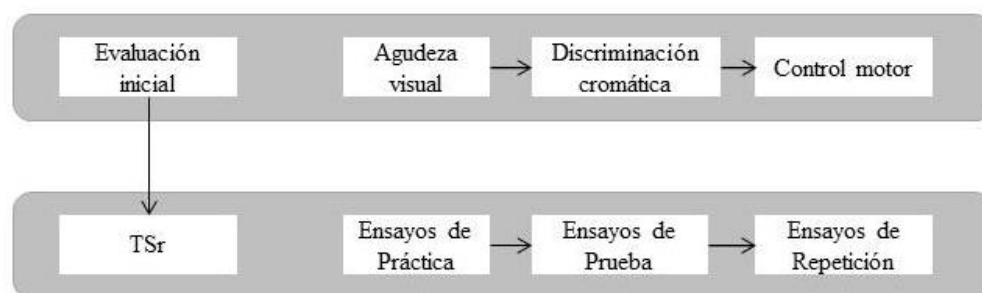 Evaluación
inicial
Agudeza
visual
Discriminación
cromática
Control motor
TSr
Ensayos de
Práctica
Ensayos de
Prueba
Ensayos de
Repetición